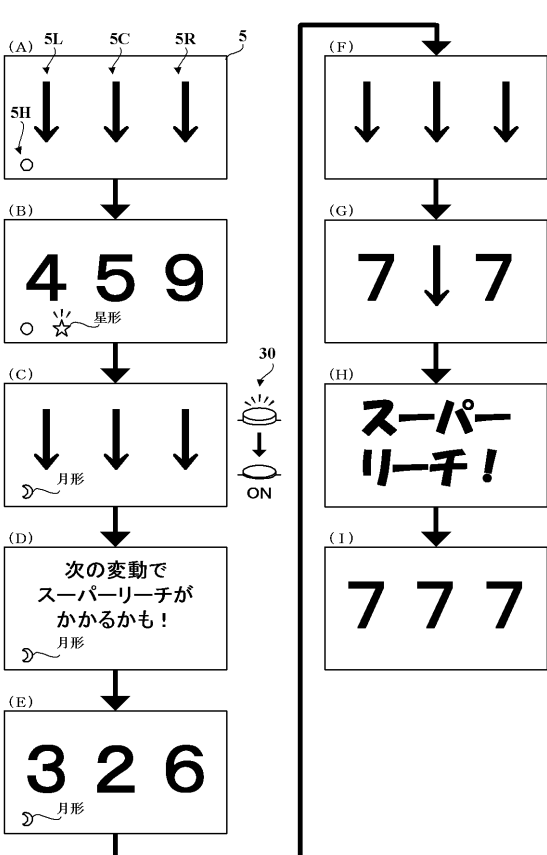 (A) 5L 5C 5R 5
5H
(B)
4 5 9
星形
(C)
月形
30
ON
(D)
次の変動で
スーパーリーチが
かかるかも!
月形
(E)
3 2 6
月形
(F)
(G)
7 7
(H)
スーパー
リーチ!
(I)
7 7 7